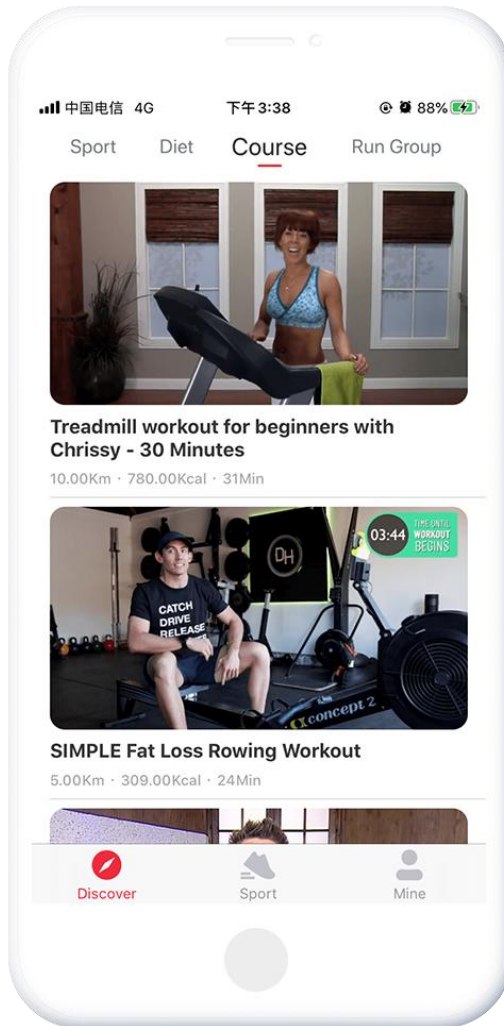 中国电信 4G 下午3:38 88%
Sport Diet Course Run Group
Treadmill workout for beginners with
Chrissy - 30 Minutes
10.00Km · 780.00Kcal · 31Min
03:44
TIME UNTIL
WORKOUT
BEGINS
DH
CATCH
DRIVE
RELEASE
concept 2
SIMPLE Fat Loss Rowing Workout
5.00Km · 309.00Kcal · 24Min
Discover Sport Mine